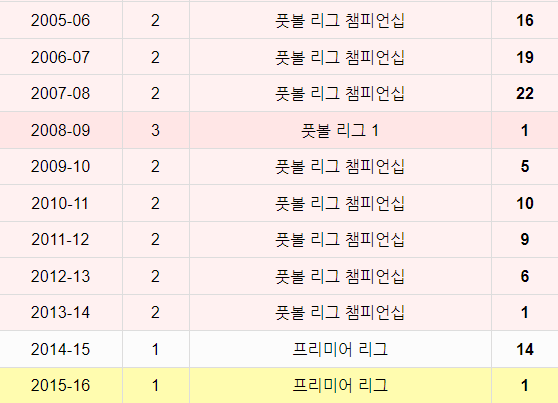 2005-06 2 풋볼 리그 챔피언십 16
2006-07 2 풋볼 리그 챔피언십 19
2007-08 2 풋볼 리그 챔피언십 22
2008-09 3 풋볼 리그 1 1
2009-10 2 풋볼 리그 챔피언십 5
2010-11 2 풋볼 리그 챔피언십 10
2011-12 2 풋볼 리그 챔피언십 9
2012-13 2 풋볼 리그 챔피언십 6
2013-14 2 풋볼 리그 챔피언십 1
2014-15 1 프리미어 리그 14
2015-16 1 프리미어 리그 1